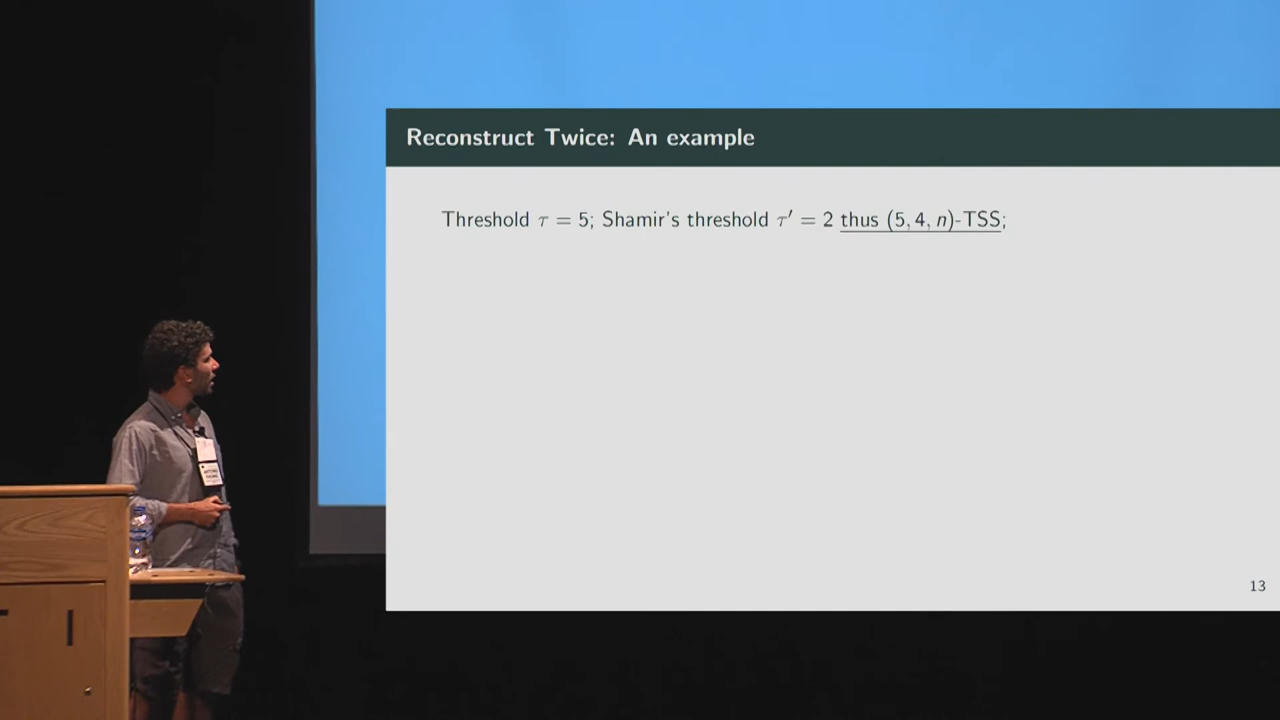 Reconstruct Twice: An example
Threshold τ = 5; Shamir's threshold τ′ = 2 thus (5, 4, n)-TSS;
13